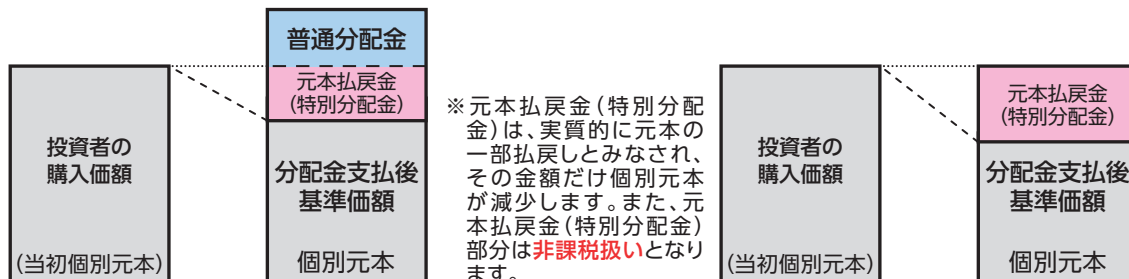 投資者の
購入価額
(当初個別元本)
普通分配金
元本払戻金
(特別分配金)
分配金支払後
基準価額
個別元本
※元本払戻金(特別分配
金)は、実質的に元本の
一部払戻しとみなされ、
その金額だけ個別元本
が減少します。また、元
本払戻金(特別分配金)
部分は非課税扱いとなり
ます。
投資者の
購入価額
(当初個別元本)
元本払戻金
(特別分配金)
分配金支払後
基準価額
個別元本